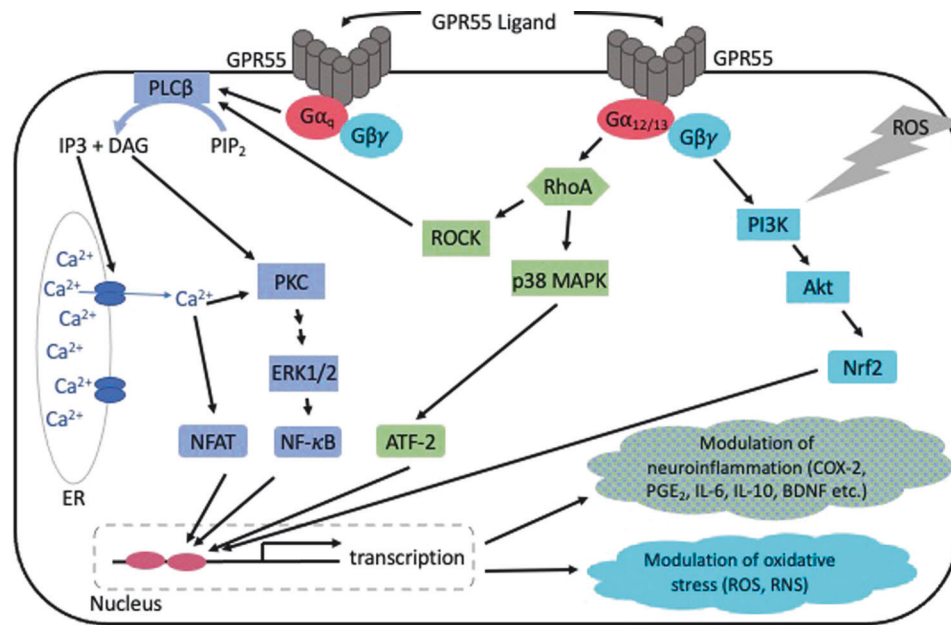 GPR55 Ligand
GPR55
GPR55
PLCβ
Gαq
Gβγ
Gα12/13
Gβγ
ROS
IP3 + DAG
PIP2
RhoA
ROCK
PI3K
p38 MAPK
Akt
Nrf2
Ca2+
Ca2+
Ca2+
Ca2+
Ca2+
Ca2+
Ca2+
PKC
ERK1/2
NFAT
NF-κB
ATF-2
ER
Modulation of
neuroinflammation (COX-2,
PGE2, IL-6, IL-10, BDNF etc.)
transcription
Modulation of oxidative
stress (ROS, RNS)
Nucleus